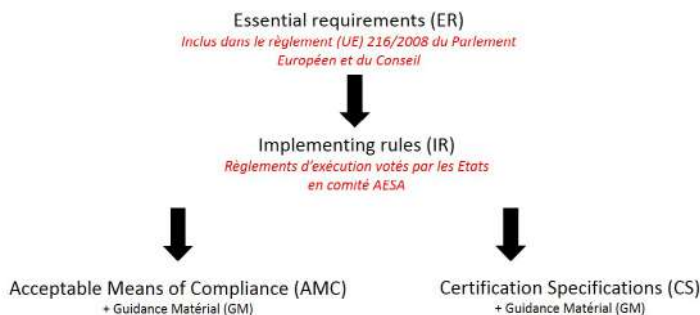 Essential requirements (ER)
Inclus dans le règlement (UE) 216/2008 du Parlement
Européen et du Conseil
Implementing rules (IR)
Règlements d'exécution votés par les Etats
en comité AESA
Acceptable Means of Compliance (AMC)
+ Guidance Matérial (GM)
Certification Specifications (CS)
+ Guidance Matérial (GM)